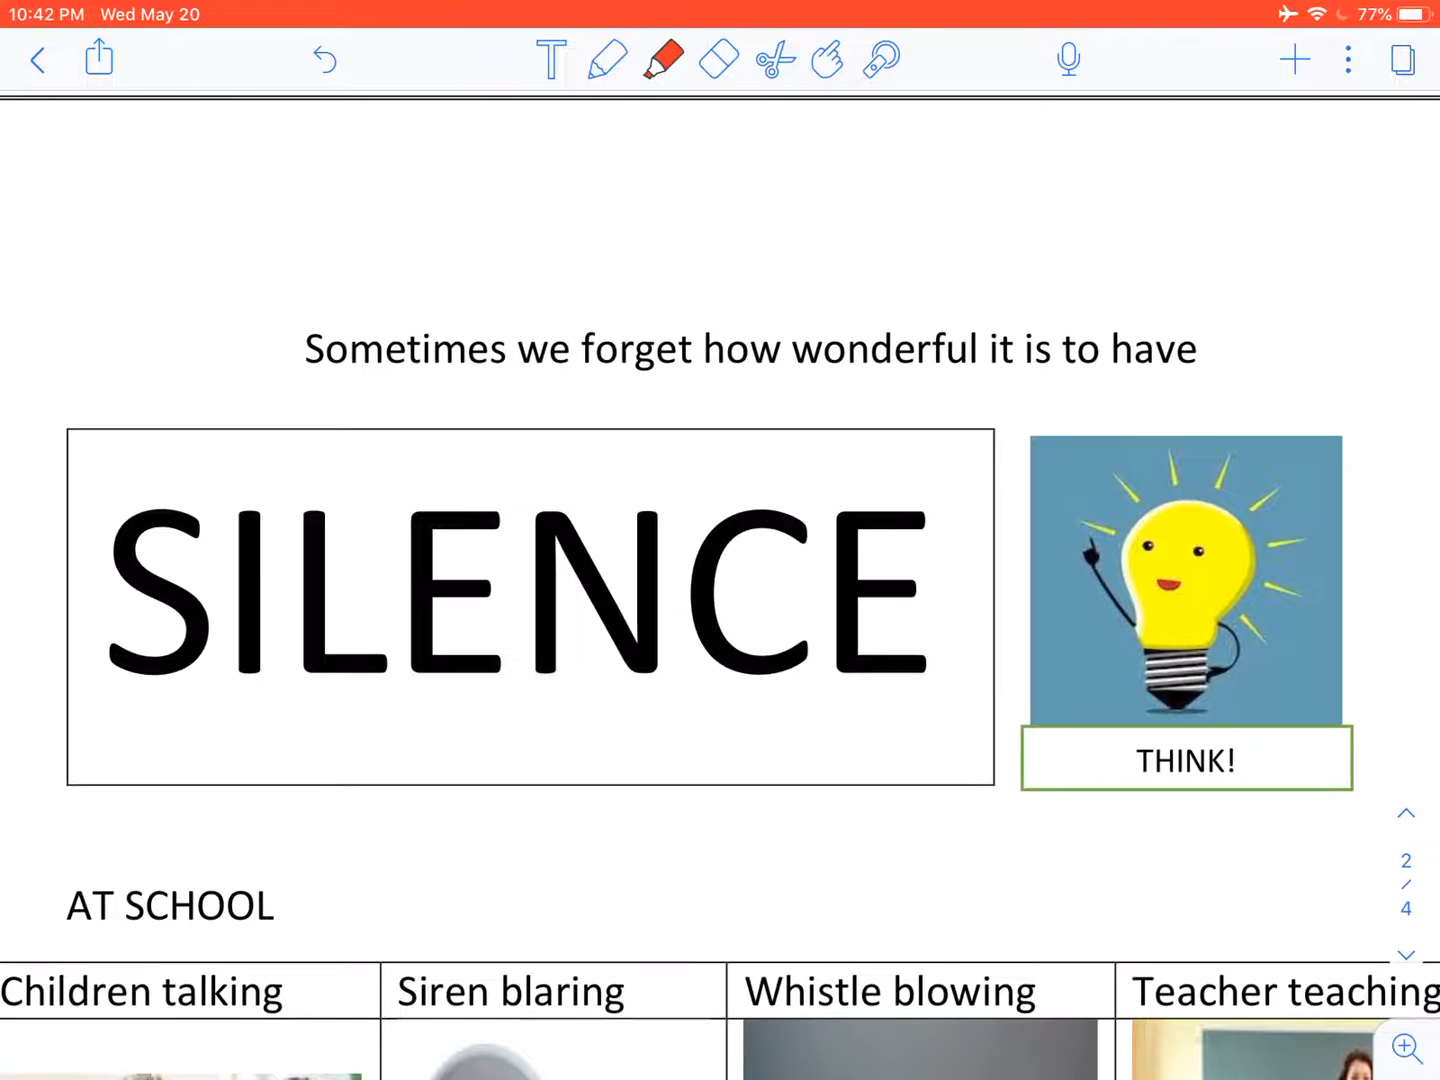 10:42 PM Wed May 20
77%
Sometimes we forget how wonderful it is to have
SILENCE
THINK!
2
/
4
AT SCHOOL
Children talking
Siren blaring
Whistle blowing
Teacher teaching